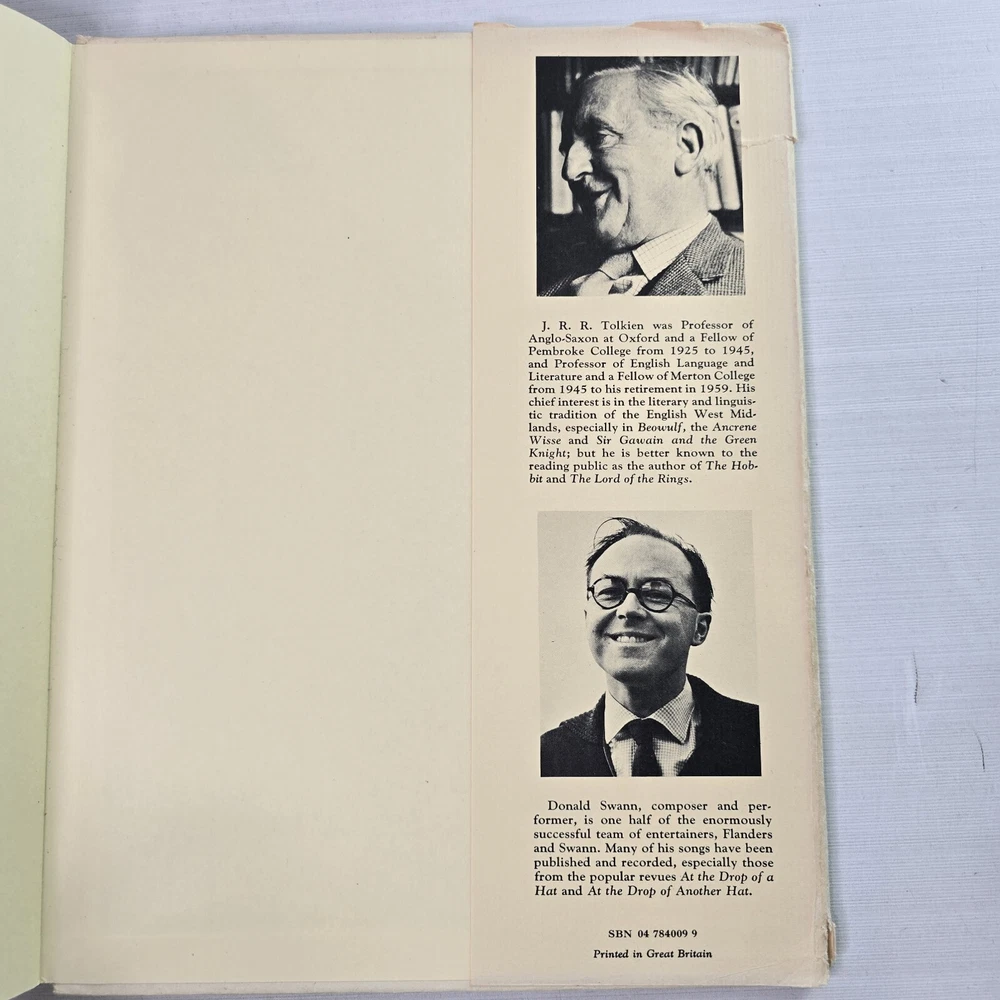 J. R. R. Tolkien was Professor of
Anglo-Saxon at Oxford and a Fellow of
Pembroke College from 1925 to 1945,
and Professor of English Language and
Literature and a Fellow of Merton College
from 1945 to his retirement in 1959. His
chief interest is in the literary and linguis-
tic tradition of the English West Mid-
lands, especially in Beowulf, the Ancrene
Wisse and Sir Gawain and the Green
Knight; but he is better known to the
reading public as the author of The Hob-
bit and The Lord of the Rings.
Donald Swann, composer and per-
former, is one half of the enormously
successful team of entertainers, Flanders
and Swann. Many of his songs have been
published and recorded, especially those
from the popular revues At the Drop of a
Hat and At the Drop of Another Hat.
SBN 04 784009 9
Printed in Great Britain